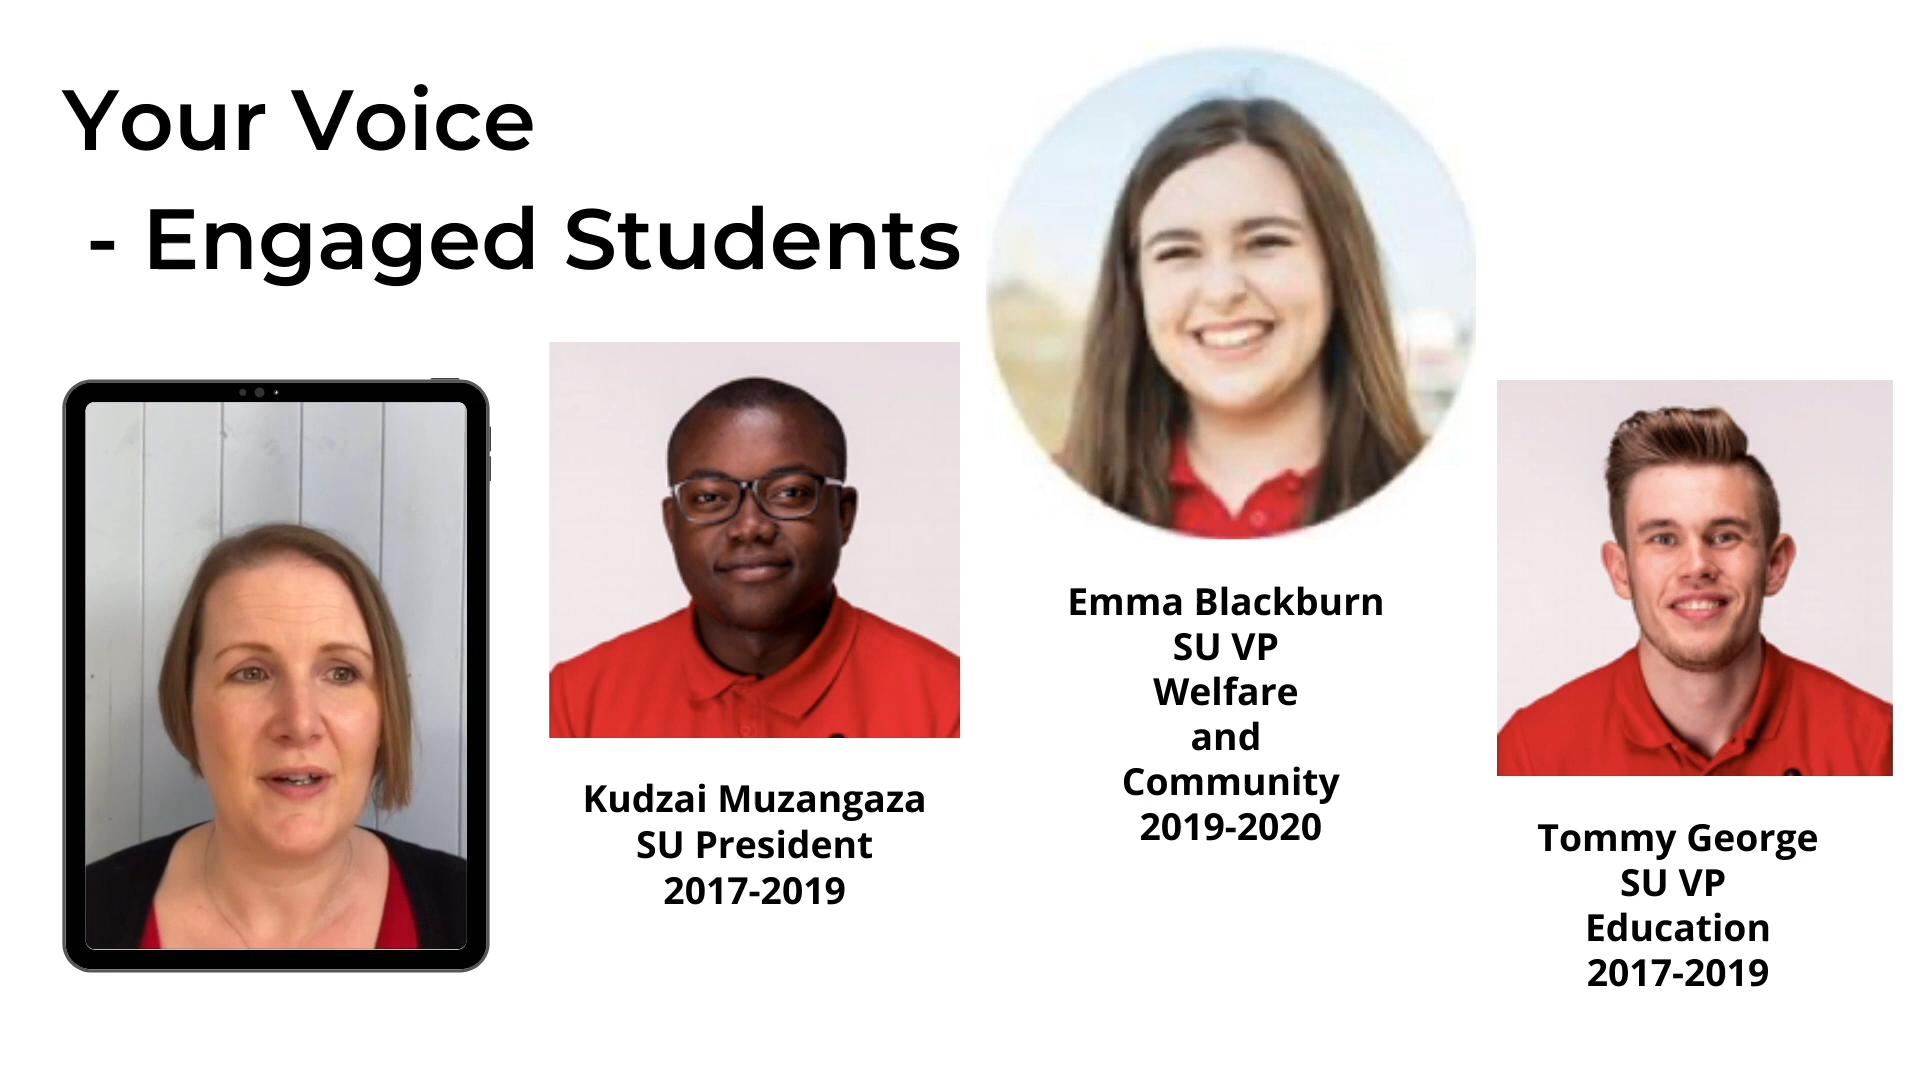 Your Voice
- Engaged Students
Kudzai Muzangaza
SU President
2017-2019
Emma Blackburn
SU VP
Welfare
and
Community
2019-2020
Tommy George
SU VP
Education
2017-2019